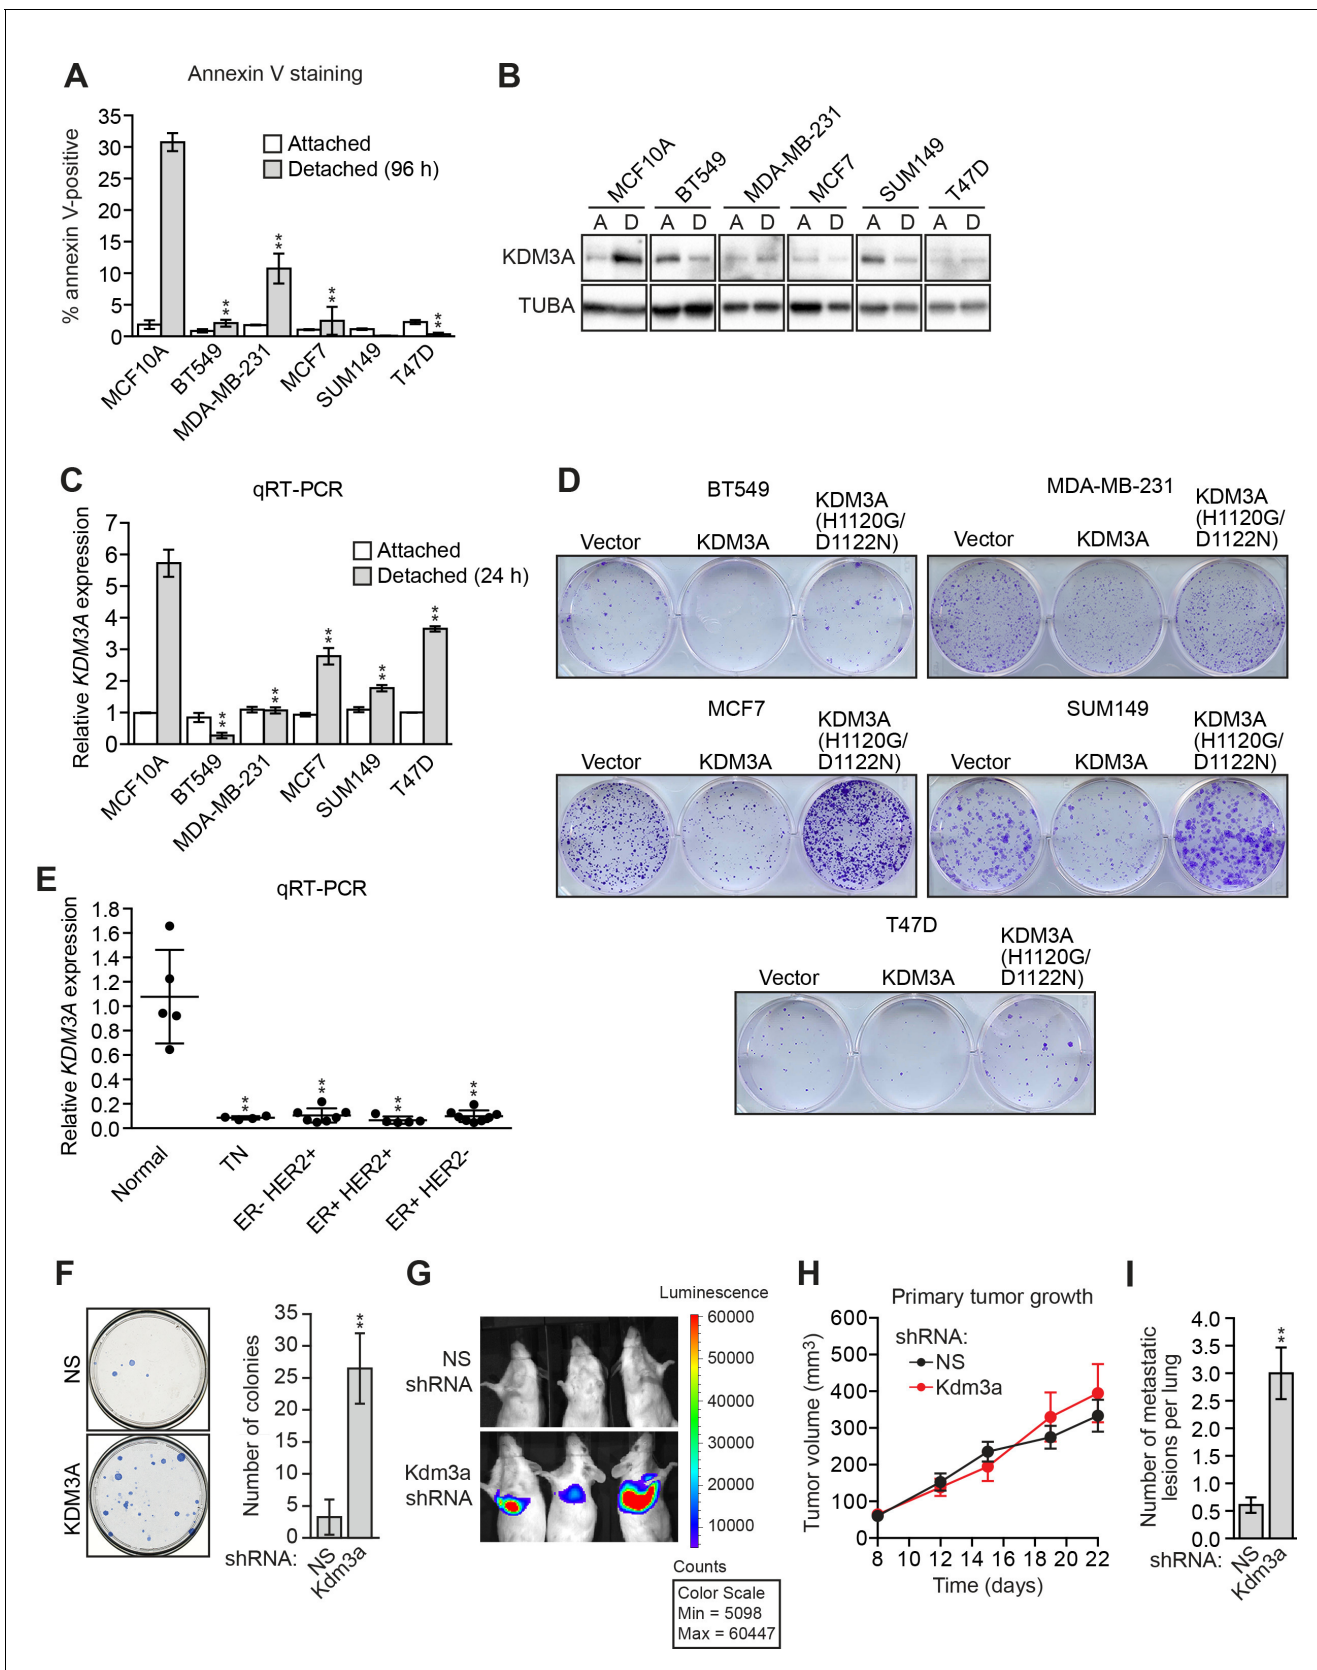 A
Annexin V staining
% annexin V-positive
35
30
25
20
15
10
5
0
Attached
Detached (96 h)
**
**
**
**
MCF10A
BT549
MDA-MB-231
MCF7
SUM149
T47D
B
MCF10A
BT549
MDA-MB-231
MCF7
SUM149
T47D
A D A D A D A D A D A D
KDM3A
TUBA
C
qRT-PCR
Relative KDM3A expression
7
6
5
4
3
2
1
0
Attached
Detached (24 h)
**
**
**
**
**
MCF10A
BT549
MDA-MB-231
MCF7
SUM149
T47D
D
BT549
Vector
KDM3A
KDM3A
(H1120G/
D1122N)
MDA-MB-231
Vector
KDM3A
KDM3A
(H1120G/
D1122N)
MCF7
Vector
KDM3A
KDM3A
(H1120G/
D1122N)
SUM149
Vector
KDM3A
KDM3A
(H1120G/
D1122N)
T47D
Vector
KDM3A
KDM3A
(H1120G/
D1122N)
E
qRT-PCR
Relative KDM3A expression
1.8
1.6
1.4
1.2
1.0
0.8
0.6
0.4
0.2
0.0
**
**
**
**
Normal
TN
ER- HER2+
ER+ HER2+
ER+ HER2-
F
NS
KDM3A
Number of colonies
35
30
25
20
15
10
5
0
**
shRNA:
NS
Kdm3a
G
NS
shRNA
Kdm3a
shRNA
Luminescence
60000
50000
40000
30000
20000
10000
Counts
Color Scale
Min = 5098
Max = 60447
H
Primary tumor growth
Tumor volume (mm3)
600
500
400
300
200
100
0
shRNA:
NS
Kdm3a
8 10 12 14 16 18 20 22
Time (days)
I
Number of metastatic
lesions per lung
4.0
3.5
3.0
2.5
2.0
1.5
1.0
0.5
0.0
**
shRNA:
NS
Kdm3a